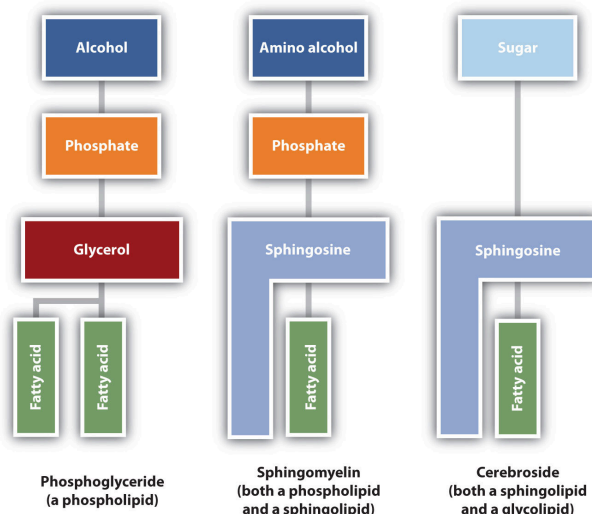 Alcohol
Amino alcohol
Sugar
Phosphate
Phosphate
Glycerol
Sphingosine
Sphingosine
Fatty acid
Fatty acid
Fatty acid
Fatty acid
Phosphoglyceride
(a phospholipid)
Sphingomyelin
(both a phospholipid
and a sphingolipid)
Cerebroside
(both a sphingolipid
and a glycolipid)